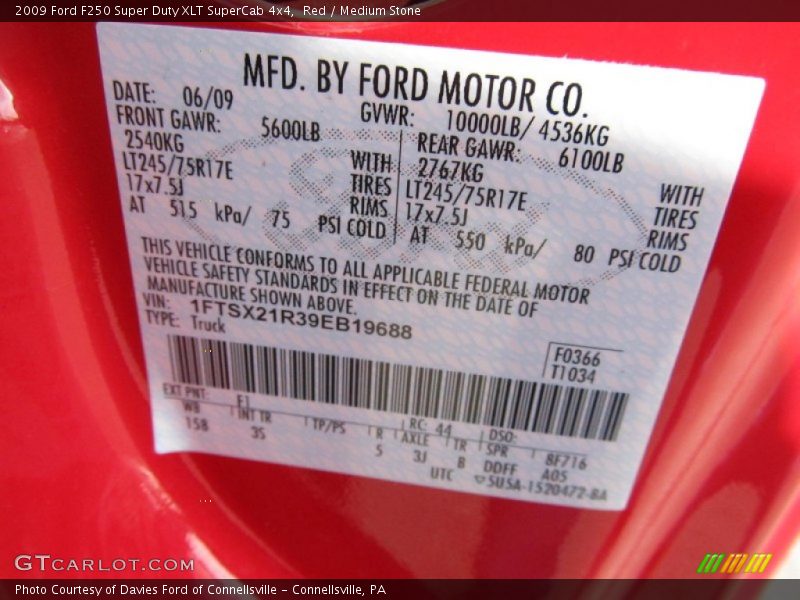 2009 Ford F250 Super Duty XLT SuperCab 4x4,  Red / Medium Stone
MFD. BY FORD MOTOR CO.
DATE: 06/09 GVWR: 10000LB/ 4536KG
FRONT GAWR: 5600LB REAR GAWR: 6100LB
2540KG WITH 2767KG WITH
LT245/75R17E TIRES LT245/75R17E TIRES
17x7.5J RIMS 17x7.5J RIMS
AT 515 kPa/ 75 PSI COLD AT 550 kPa/ 80 PSI COLD
THIS VEHICLE CONFORMS TO ALL APPLICABLE FEDERAL MOTOR
VEHICLE SAFETY STANDARDS IN EFFECT ON THE DATE OF
MANUFACTURE SHOWN ABOVE.
VIN: 1FTSX21R39EB19688
TYPE: Truck
F0366
T1034
EXT PNT: F1 RC: 44 DSO:
WB INT TR TP/PS R AXLE TR SPR 8F716
158 3S 5 3J B DDFF A05
UTC 5U5A-1520472-BA
GTCARLOT.COM
Photo Courtesy of Davies Ford of Connellsville – Connellsville, PA